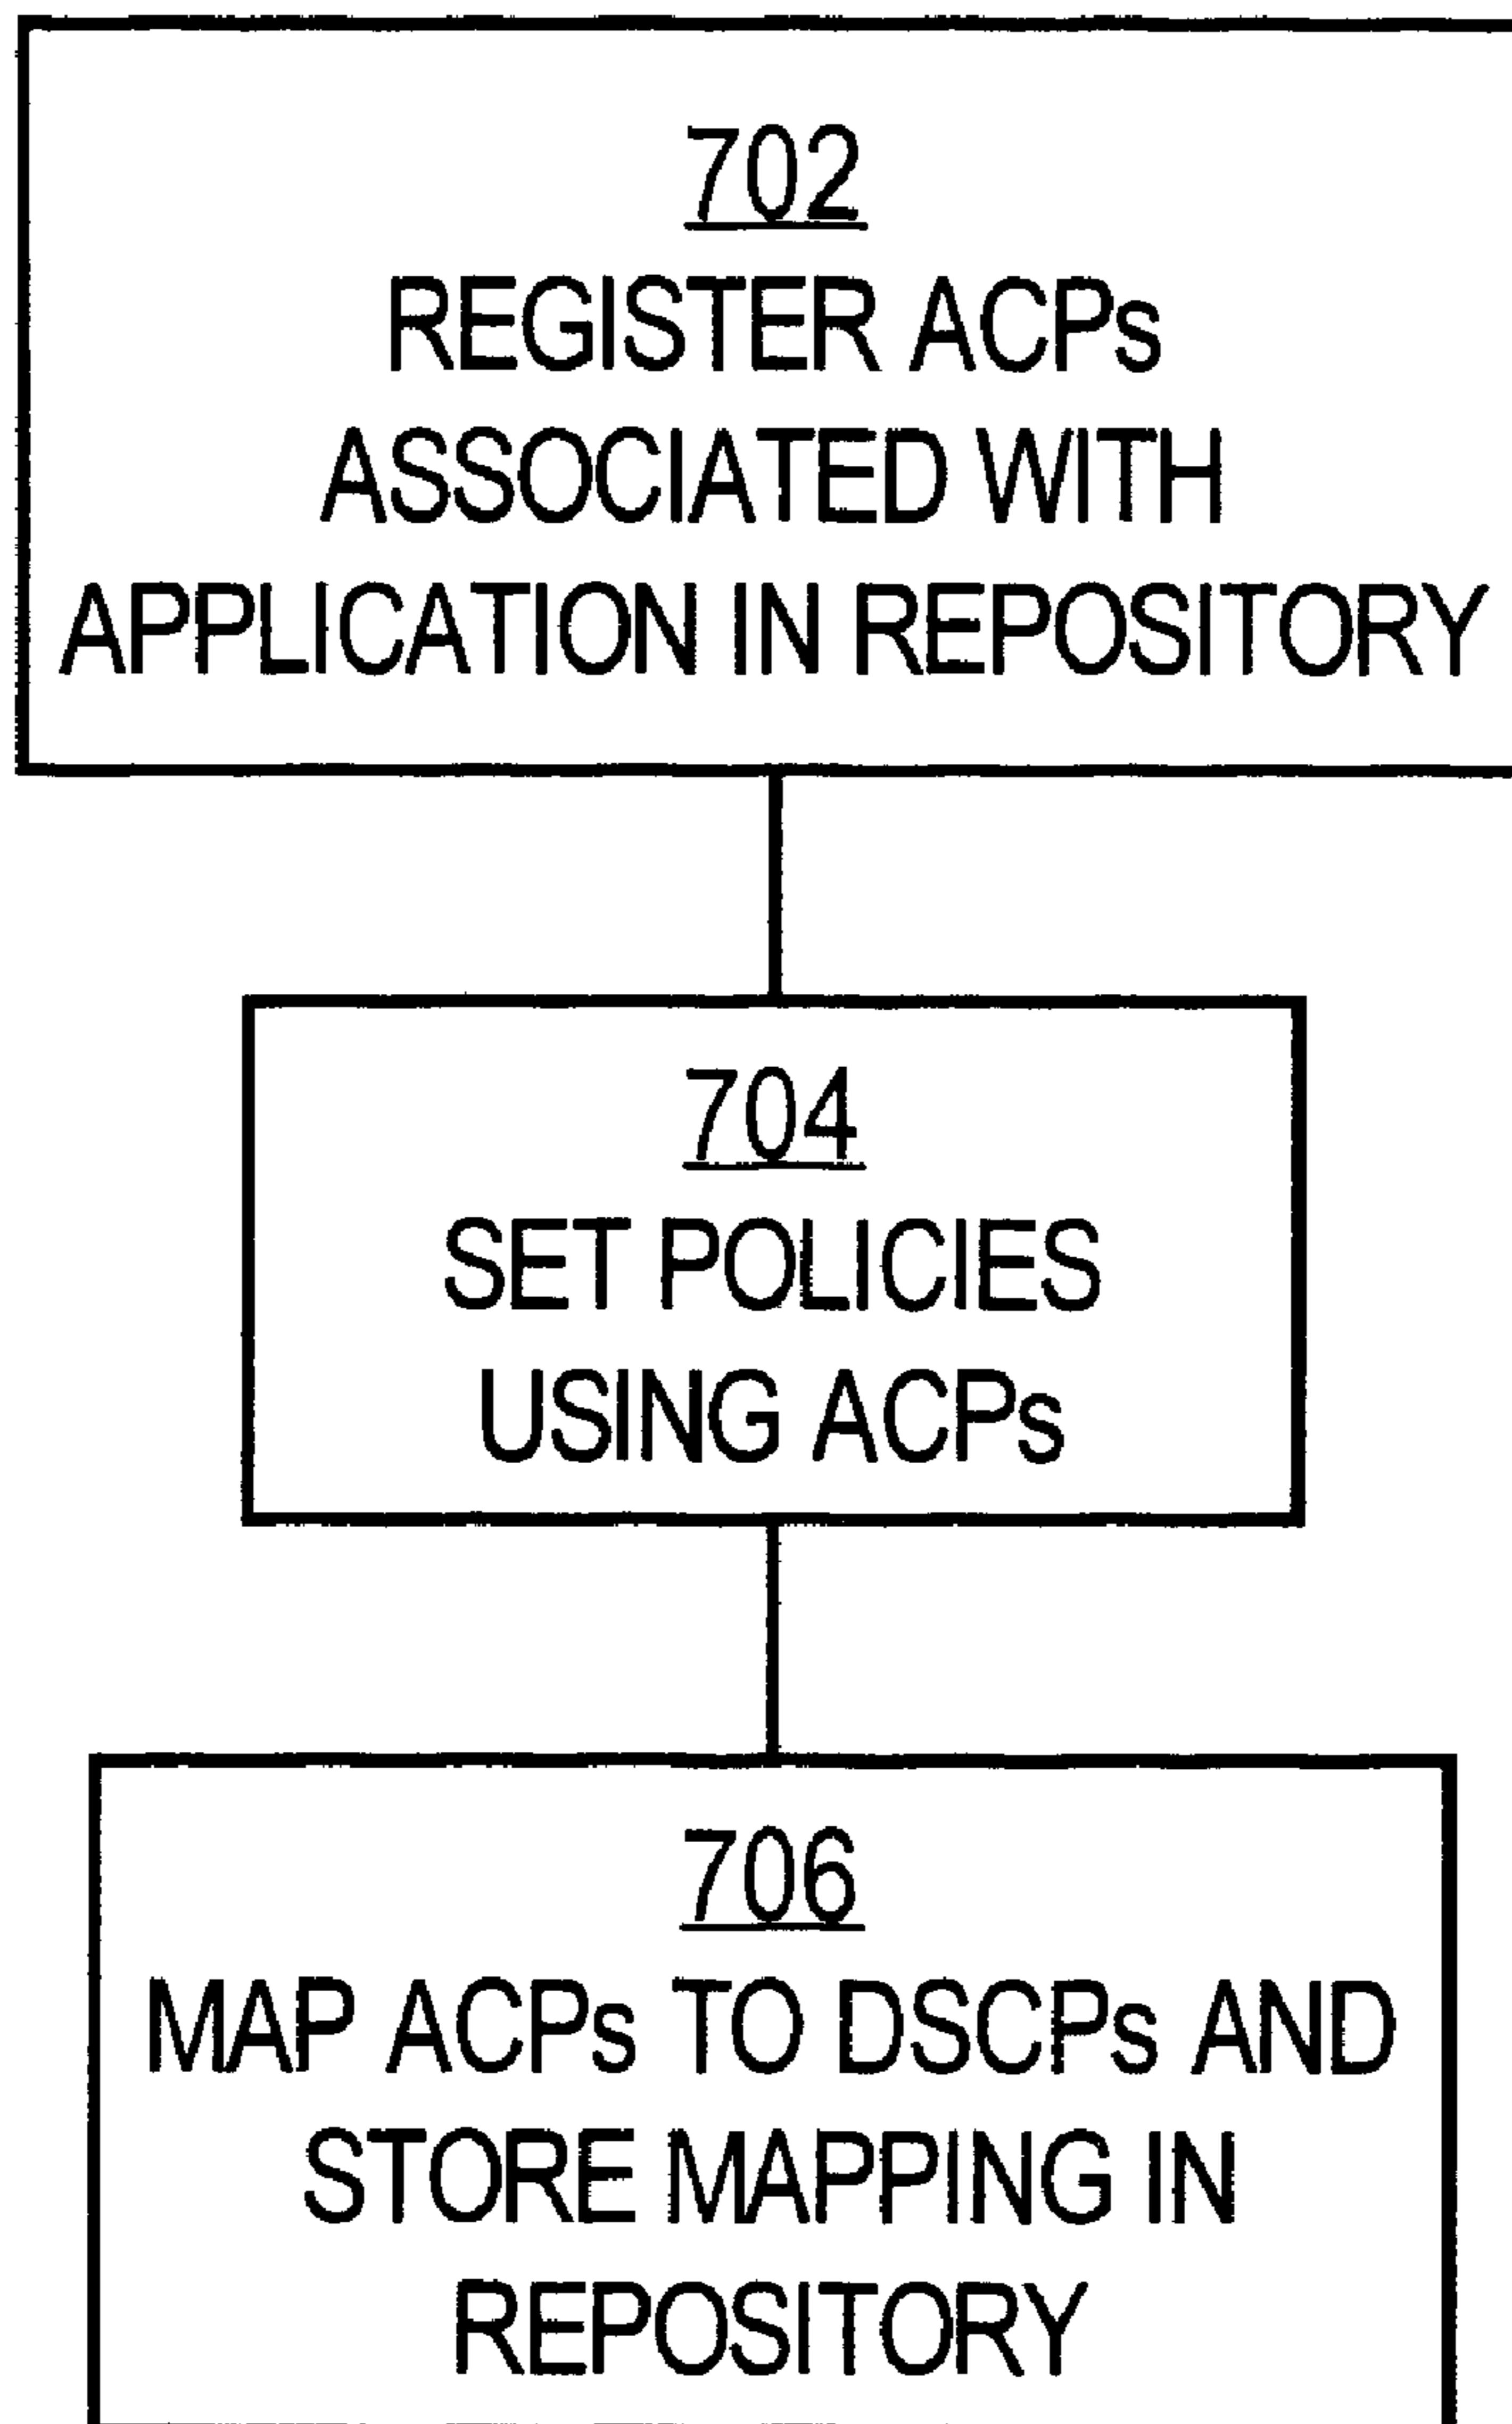 702
REGISTER ACPs
ASSOCIATED WITH
APPLICATION IN REPOSITORY
704
SET POLICIES
USING ACPs
706
MAP ACPs TO DSCPs AND
STORE MAPPING IN
REPOSITORY